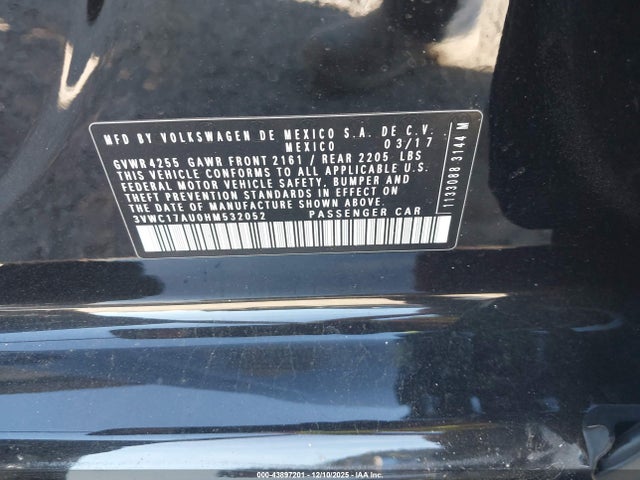 MFD BY VOLKSWAGEN DE MEXICO S.A. DE C.V.
MEXICO 03/17
GVWR 4255 GAWR FRONT 2161 / REAR 2205 LBS
THIS VEHICLE CONFORMS TO ALL APPLICABLE U.S.
FEDERAL MOTOR VEHICLE SAFETY, BUMPER AND
THEFT PREVENTION STANDARDS IN EFFECT ON
THE DATE OF MANUFACTURE SHOWN ABOVE.
3VWC17AU0HM532052 PASSENGER CAR
1133088 3144 M
000-43897201 - 12/10/2025 - IAA Inc.